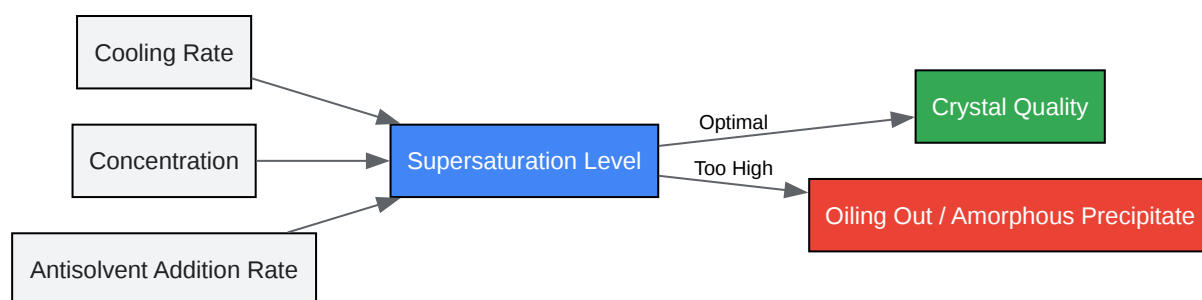 Cooling Rate
Concentration
Antisolvent Addition Rate
Supersaturation Level
Optimal
Too High
Crystal Quality
Oiling Out / Amorphous Precipitate